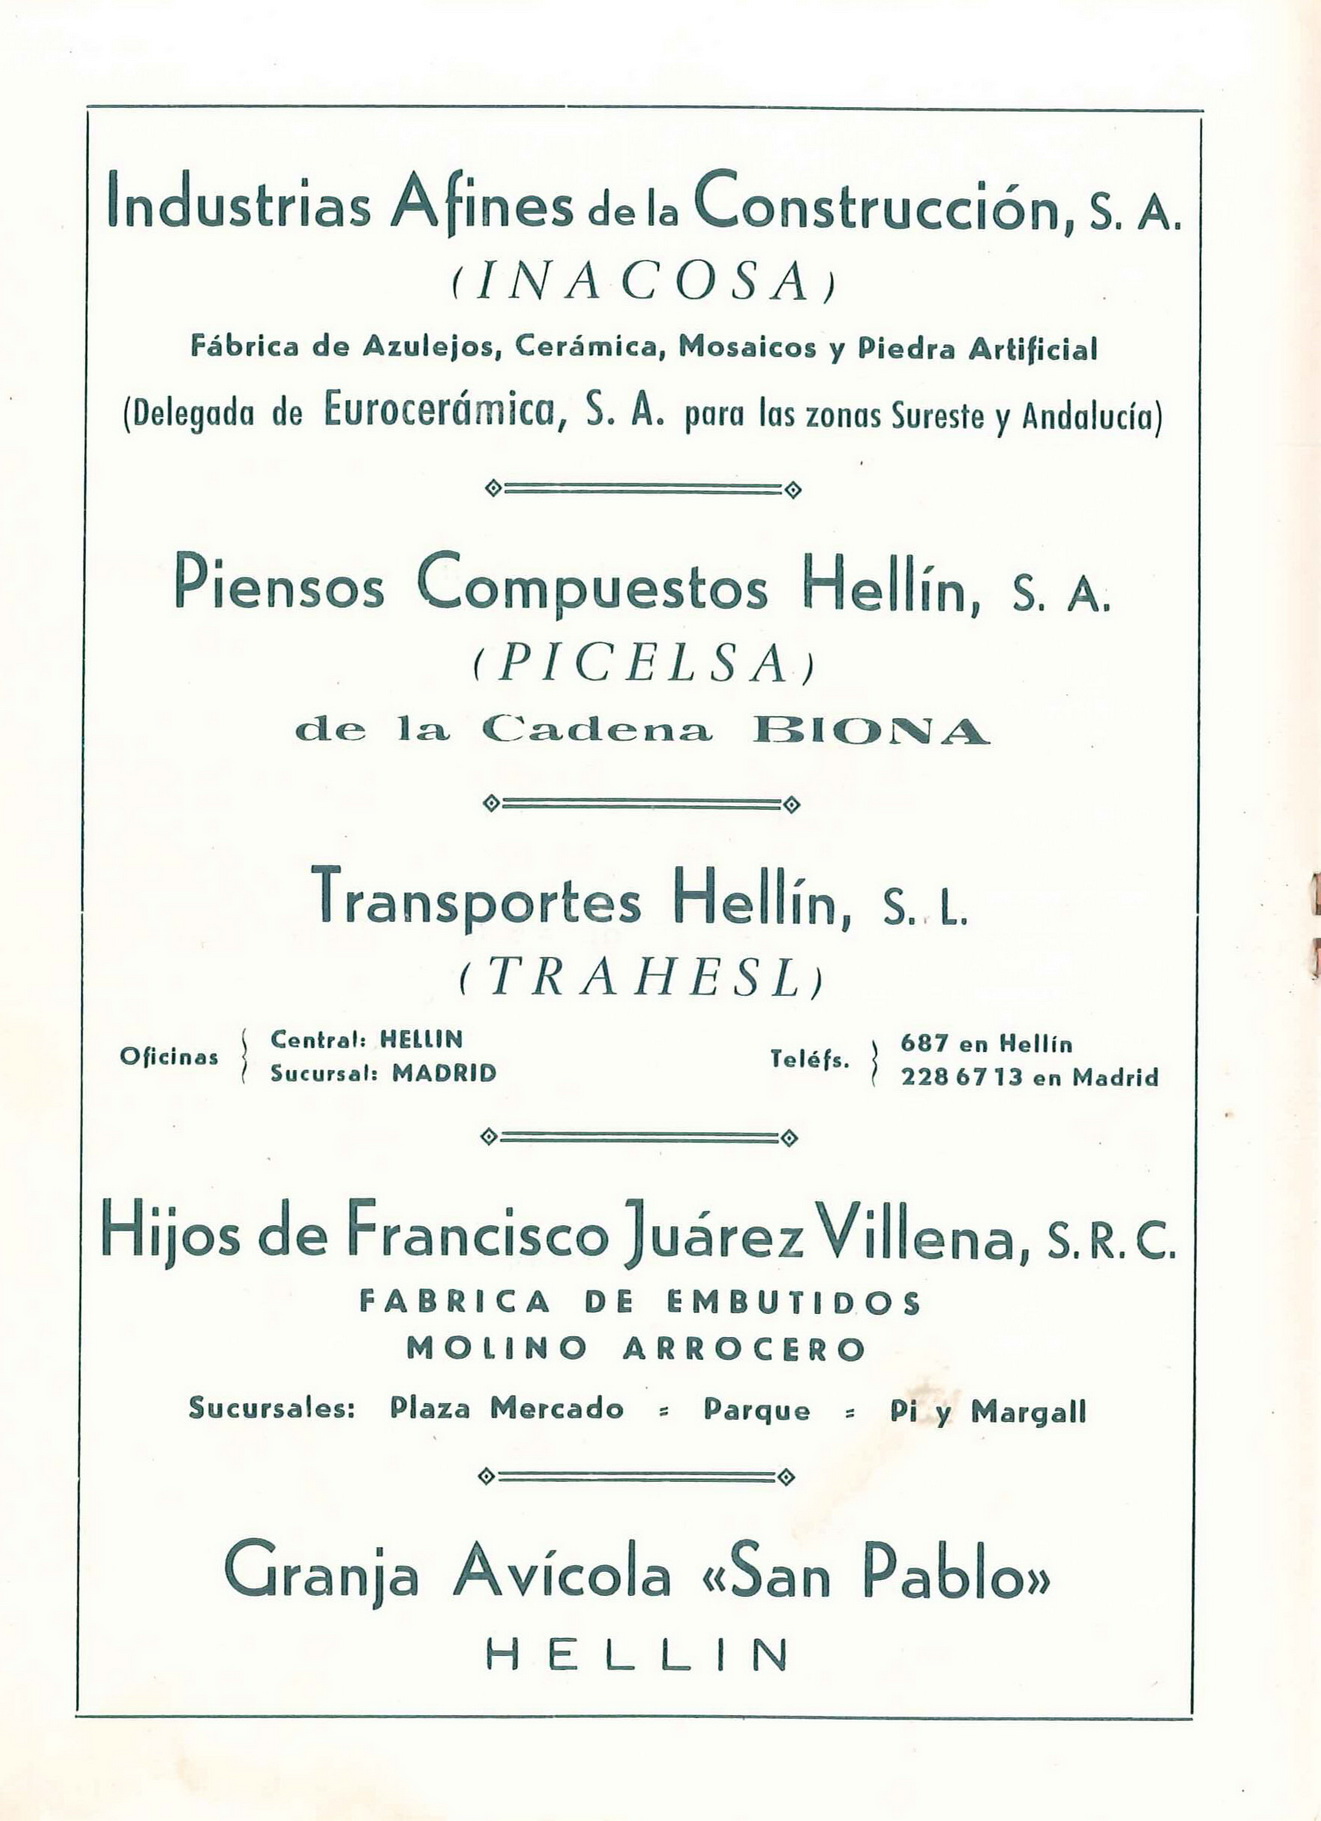 Industrias Afines de la Construcción, S. A.
(INACOSA)
Fábrica de Azulejos, Cerámica, Mosaicos y Piedra Artificial
(Delegada de Eurocerámica, S. A. para las zonas Sureste y Andalucía)
Piensos Compuestos Hellín, S. A.
(PICELSA)
de la Cadena BIONA
Transportes Hellín, S. L.
(TRAHESL)
Oficinas { Central: HELLIN
Sucursal: MADRID
Teléfs. } 687 en Hellín
228 67 13 en Madrid
Hijos de Francisco Juárez Villena, S. R. C.
FABRICA DE EMBUTIDOS
MOLINO ARROCERO
Sucursales: Plaza Mercado = Parque = Pi y Margall
Granja Avícola «San Pablo»
HELLIN